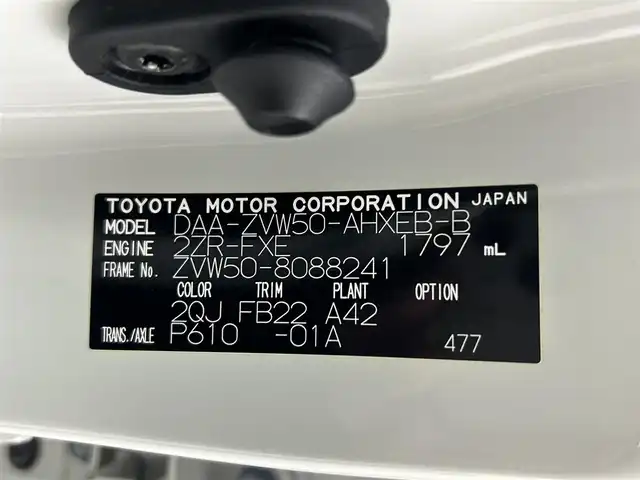 TOYOTA MOTOR CORPORATION JAPAN
MODEL DAA-ZVW50-AHXEB-B
ENGINE 2ZR-FXE 1797 mL
FRAME No. ZVW50-8088241
COLOR TRIM PLANT OPTION
2QJ FB22 A42
TRANS./AXLE P610 -01A 477